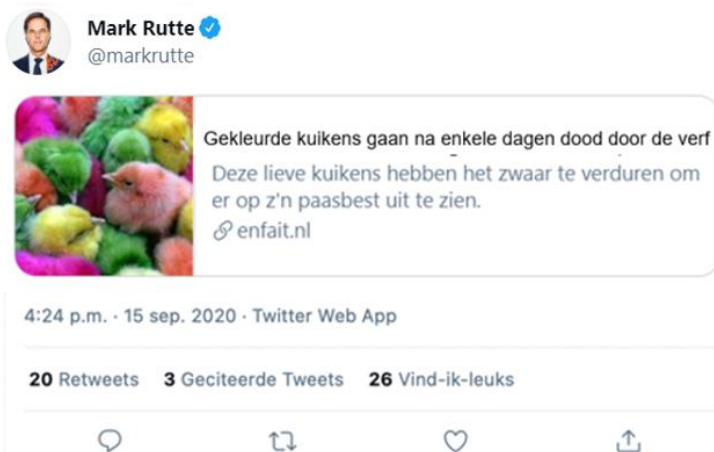 Mark Rutte
@markrutte
Gekleurde kuikens gaan na enkele dagen dood door de verf
Deze lieve kuikens hebben het zwaar te verduren om
er op z'n paasbest uit te zien.
enfait.nl
4:24 p.m. · 15 sep. 2020 · Twitter Web App
20 Retweets 3 Geciteerde Tweets 26 Vind-ik-leuks